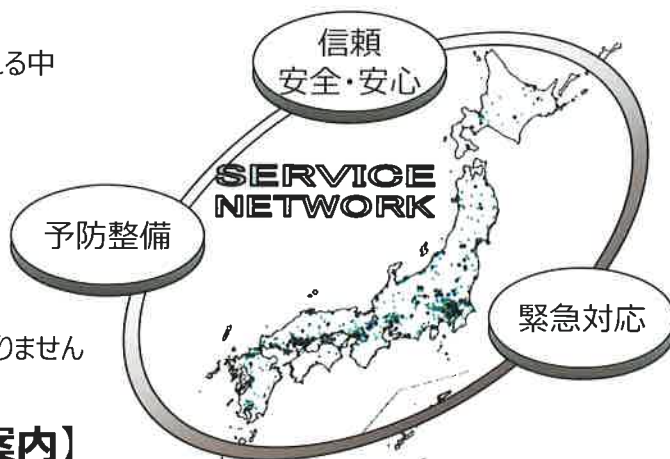 る中
信頼
安全・安心
SERVICE
NETWORK
予防整備
緊急対応
りません
案内】